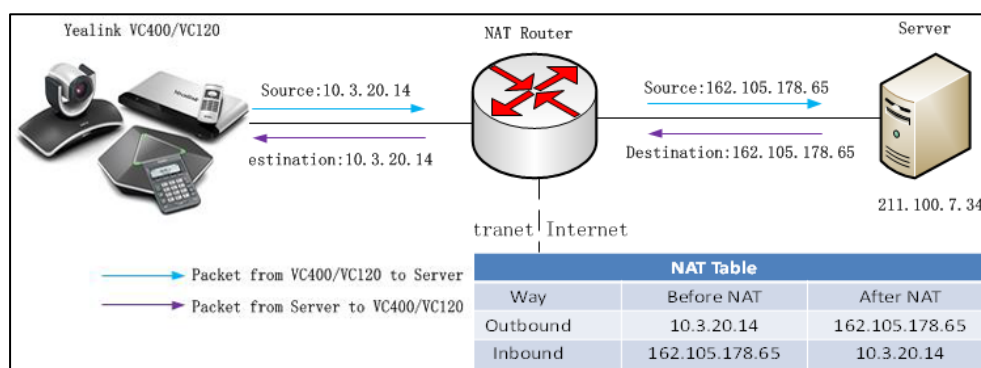 Yealink VC400/VC120
NAT Router
Server
Source:10.3.20.14
Source:162.105.178.65
estination:10.3.20.14
Destination:162.105.178.65
211.100.7.34
tranet Internet
Packet from VC400/VC120 to Server
Packet from Server to VC400/VC120
NAT Table
Way Before NAT After NAT
Outbound 10.3.20.14 162.105.178.65
Inbound 162.105.178.65 10.3.20.14